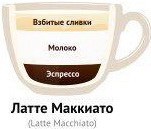 Взбитые сливки
Молоко
Эспрессо
Латте Маккиато
(Latte Macchiato)